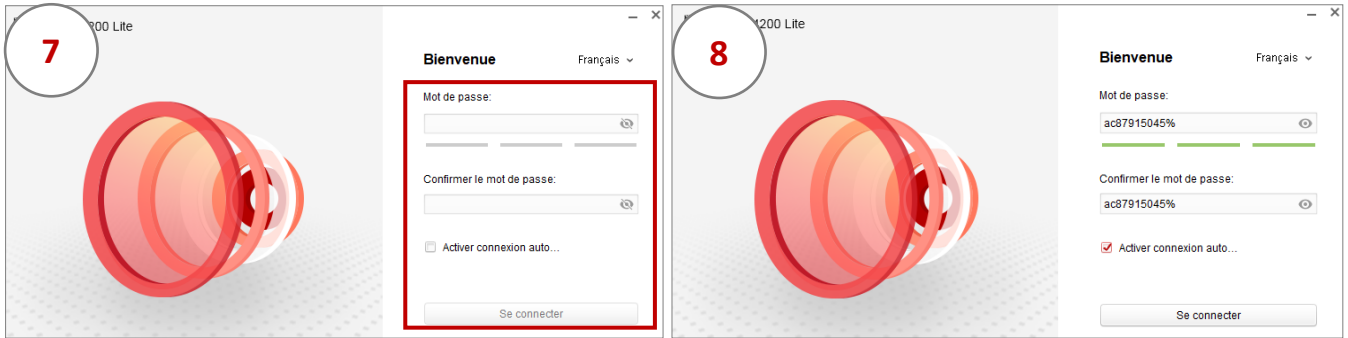 7
200 Lite
Bienvenue
Français
Mot de passe:
Confirmer le mot de passe:
Activer connexion auto...
Se connecter
8
4200 Lite
Bienvenue
Français
Mot de passe:
ac87915045%
Confirmer le mot de passe:
ac87915045%
Activer connexion auto...
Se connecter